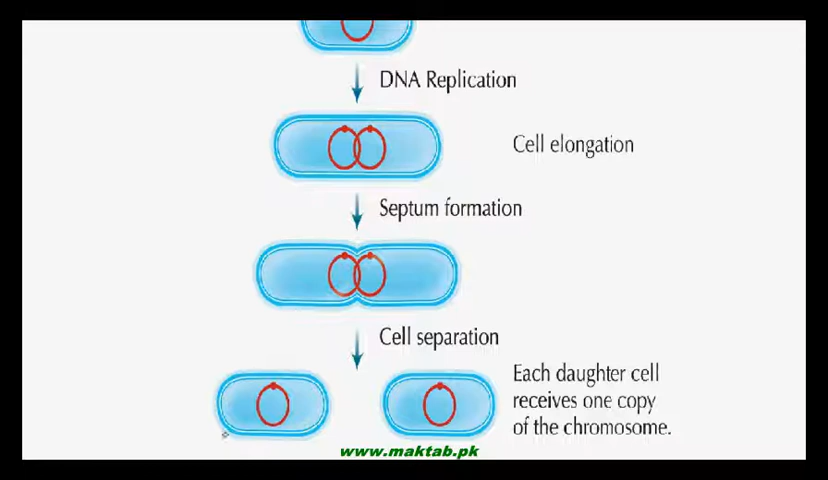 DNA Replication
Cell elongation
Septum formation
Cell separation
Each daughter cell
receives one copy
of the chromosome.
www.maktab.pk